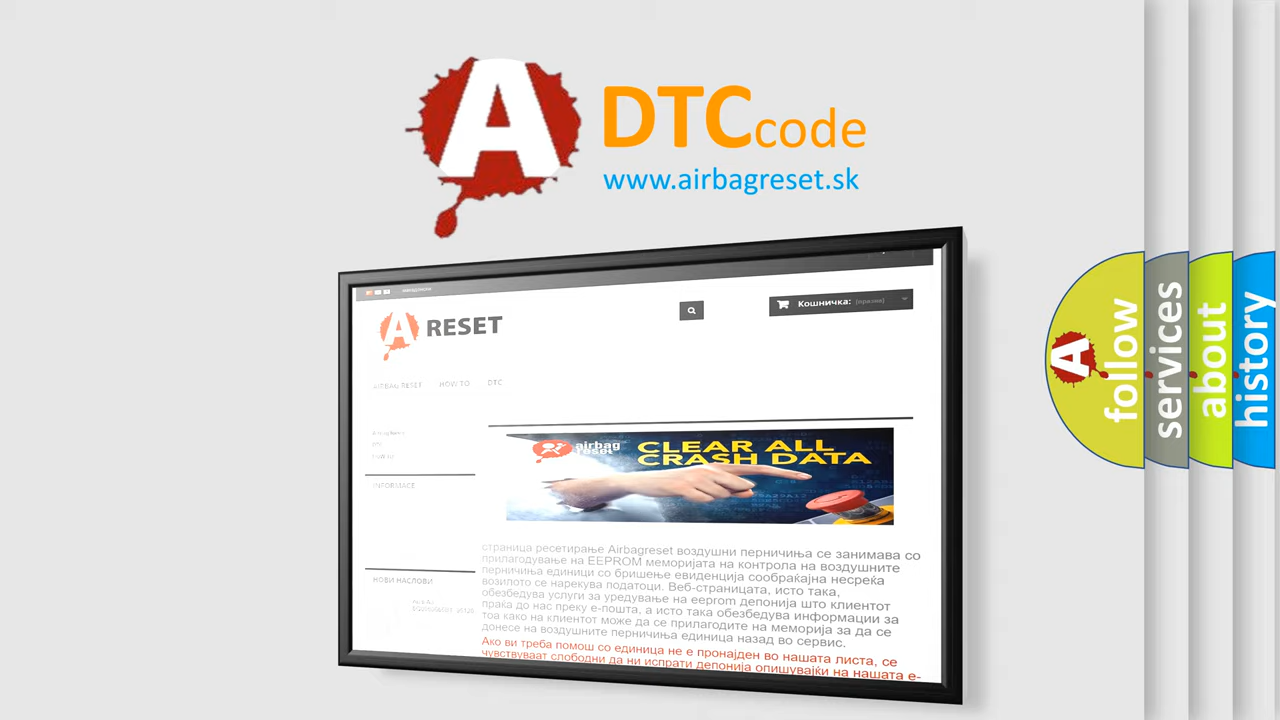 A
DTCcode
www.airbagreset.sk
A RESET
Кошничка:
AIRBAG RESET HOW TO DTC
airbag reset
CLEAR ALL
CRASH DATA
INFORMACE
НОВИ НАСЛОВИ
страница ресетирање Airbagreset воздушни перничиња се занимава со
прилагодување на EEPROM меморијата на контрола на воздушните
перничиња единици со бришење евиденција сообраќајна несреќа
возилото се нарекува податоци. Веб-страницата, исто така,
обезбедува услуги за уредување на eeprom депонија што клиентот
праќа до нас преку е-пошта, а исто така обезбедува информации за
тоа како на клиентот може да се прилагодите на меморија за да се
донесе на воздушните перничиња единица назад во сервис.
Ако ви треба помош со единица не е пронајден во нашата листа, се
чувствуваат слободни да ни испрати депонија опишувајќи на нашата е-
A
follow
services
about
history